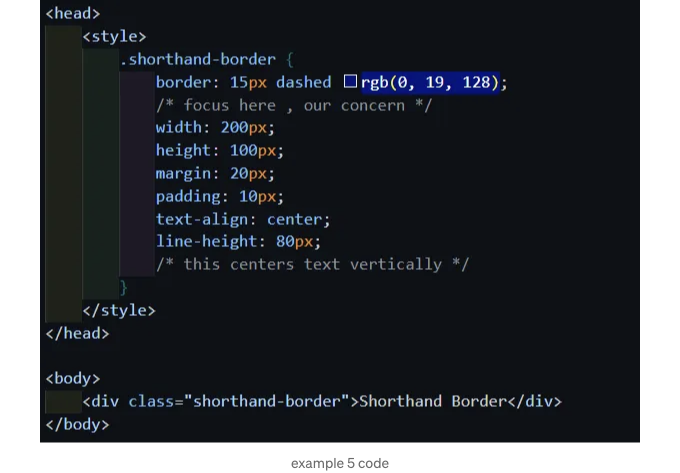 <head>
<style>
.shorthand-border {
border: 15px dashed rgb(0, 19, 128);
/* focus here , our concern */
width: 200px;
height: 100px;
margin: 20px;
padding: 10px;
text-align: center;
line-height: 80px;
/* this centers text vertically */
}
</style>
</head>
<body>
<div class="shorthand-border">Shorthand Border</div>
</body>
example 5 code